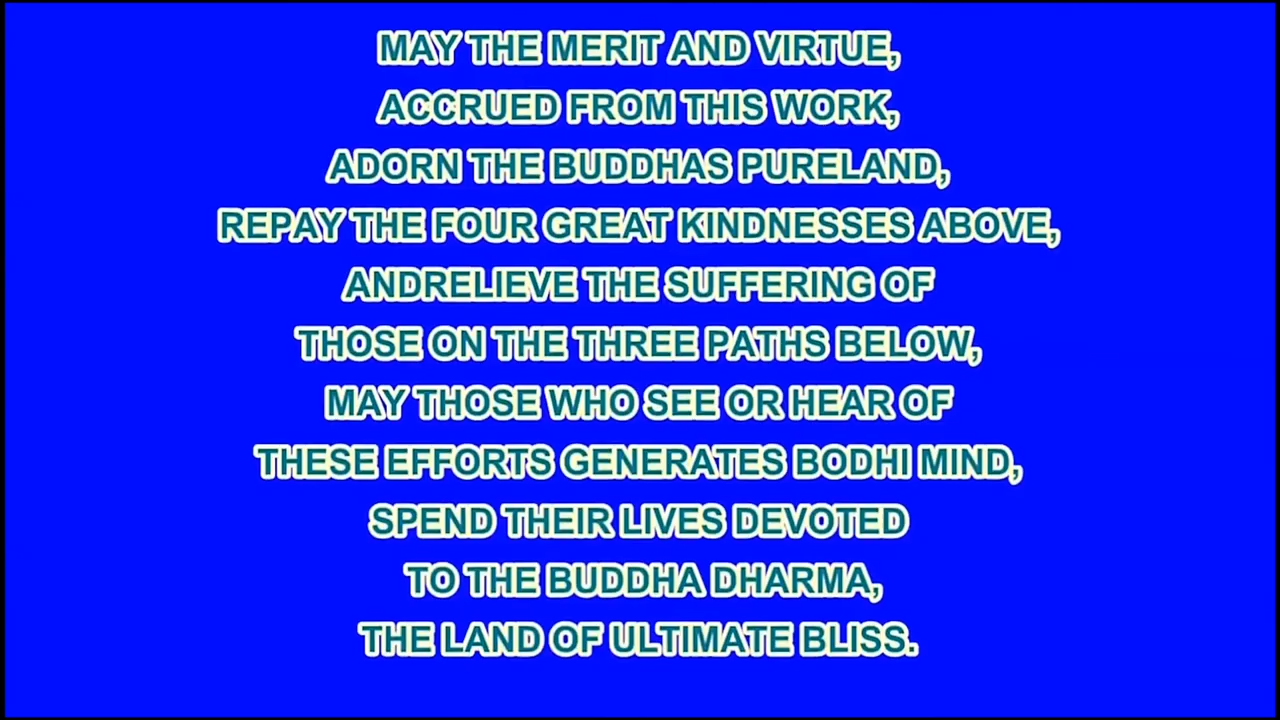 MAY THE MERIT AND VIRTUE,
ACCRUED FROM THIS WORK,
ADORN THE BUDDHAS PURELAND,
REPAY THE FOUR GREAT KINDNESSES ABOVE,
ANDRELIEVE THE SUFFERING OF
THOSE ON THE THREE PATHS BELOW,
MAY THOSE WHO SEE OR HEAR OF
THESE EFFORTS GENERATES BODHI MIND,
SPEND THEIR LIVES DEVOTED
TO THE BUDDHA DHARMA,
THE LAND OF ULTIMATE BLISS.